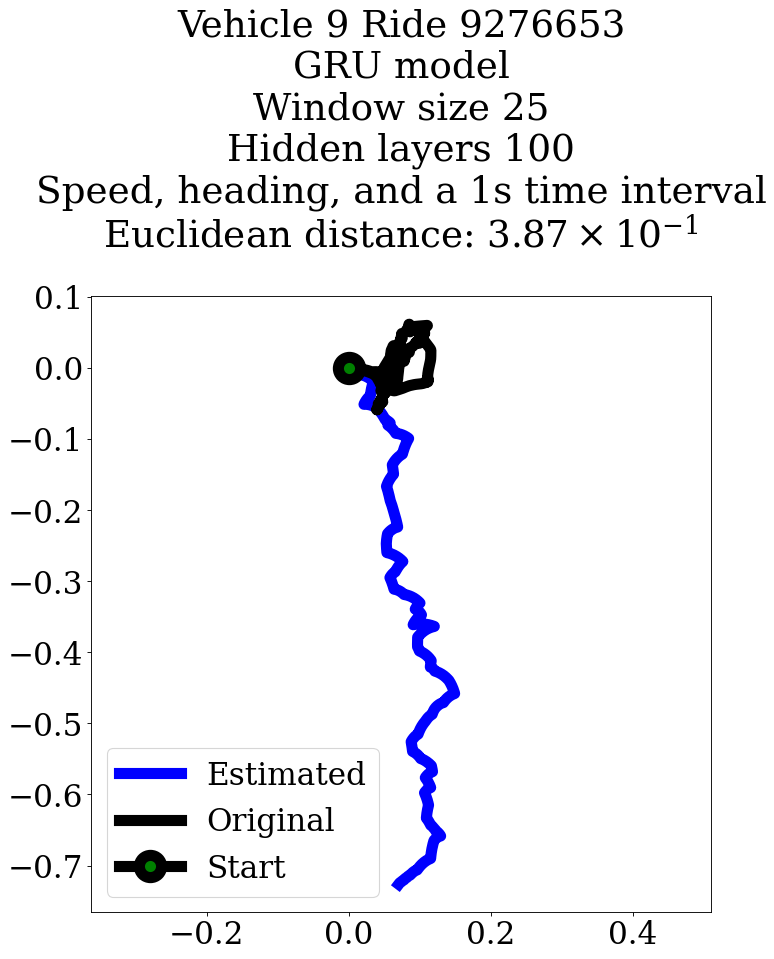 Vehicle 9 Ride 9276653
GRU model
Window size 25
Hidden layers 100
Speed, heading, and a 1s time interval
Euclidean distance: 3.87 × 10⁻¹
0.1
0.0
−0.1
−0.2
−0.3
−0.4
−0.5
−0.6
−0.7
Estimated
Original
Start
−0.2 0.0 0.2 0.4